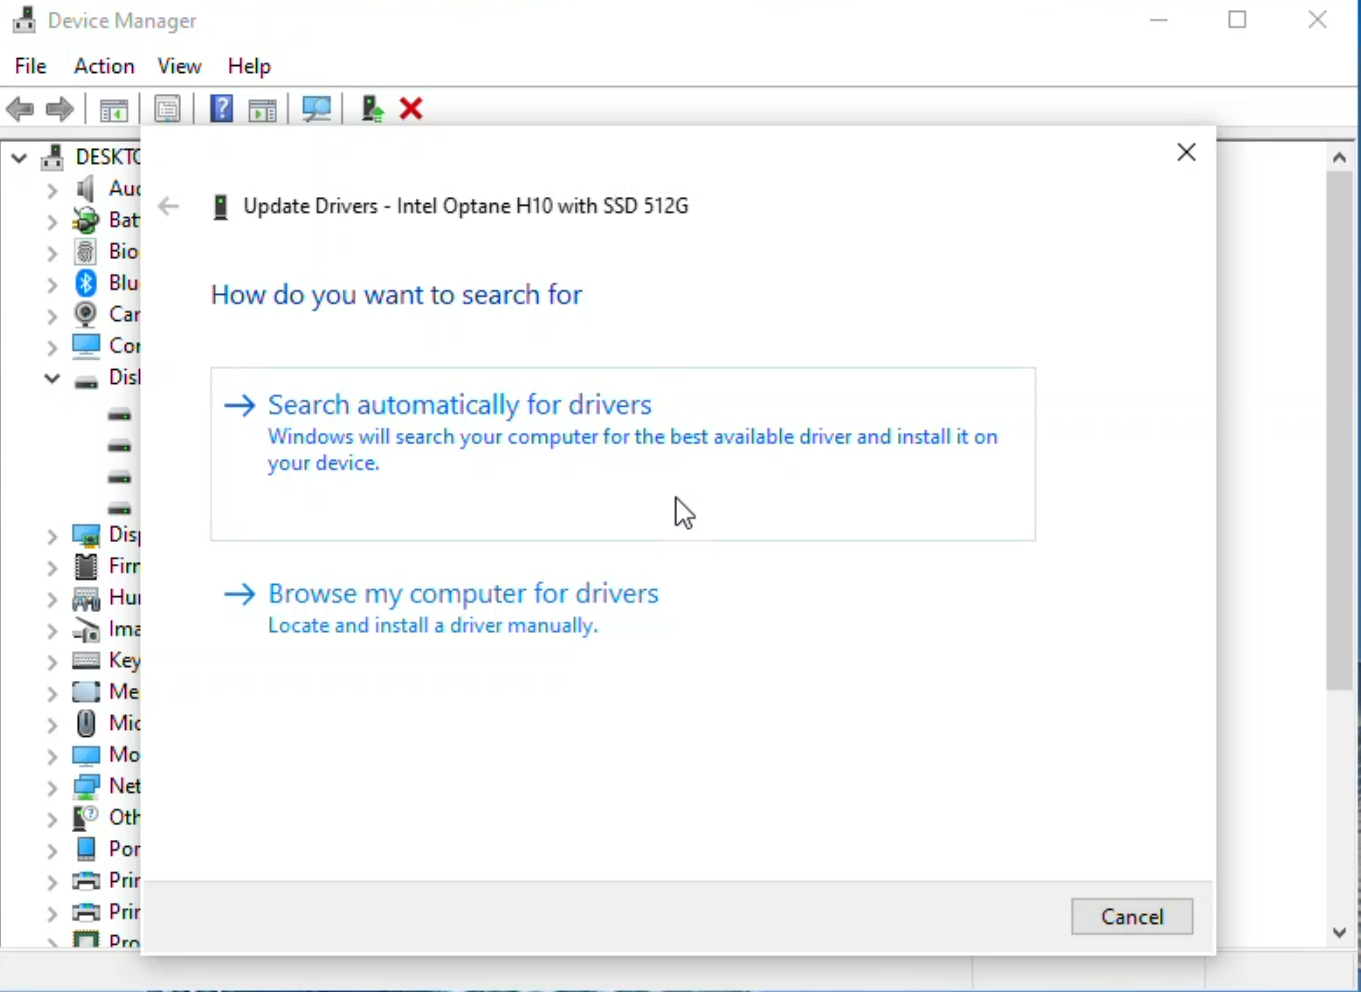 Device Manager
File Action View Help
Update Drivers - Intel Optane H10 with SSD 512G
How do you want to search for
Search automatically for drivers
Windows will search your computer for the best available driver and install it on
your device.
Browse my computer for drivers
Locate and install a driver manually.
Cancel
DESKTO
Aud
Bat
Bio
Blu
Car
Cor
Disl
Disp
Firr
Hur
Ima
Key
Me
Mic
Mo
Net
Oth
Por
Prir
Prir
Pro